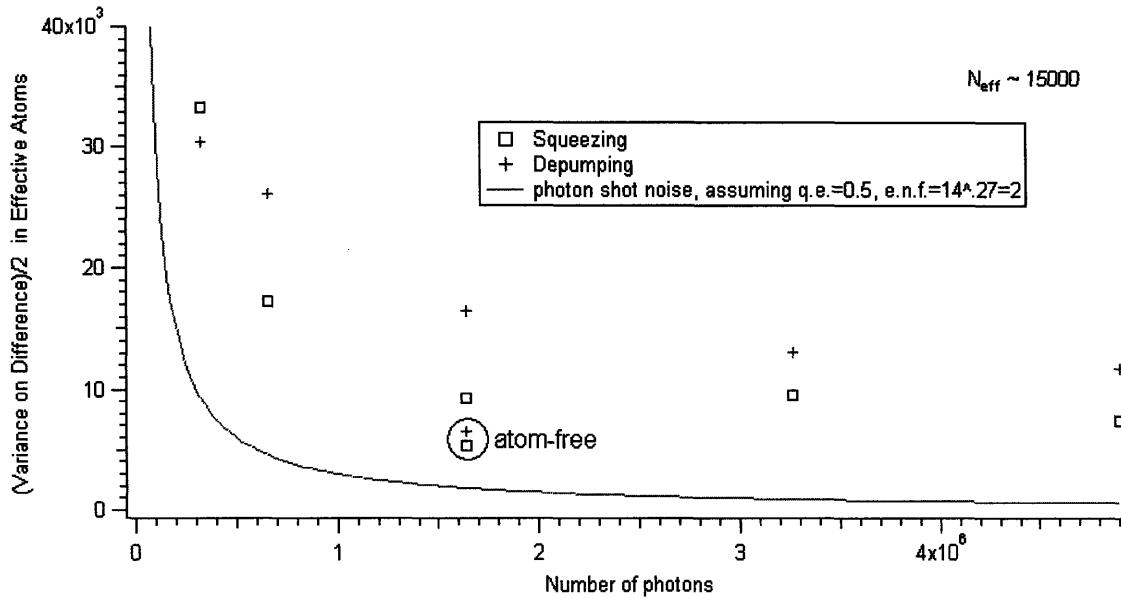 40x10³
30
20
10
0
(Variance on Difference)/2 in Effective Atoms
N_eff ~ 15000
Squeezing
Depumping
photon shot noise, assuming q.e.=0.5, e.n.f.=14^.27=2
atom-free
0
1
2
3
4x10⁶
Number of photons